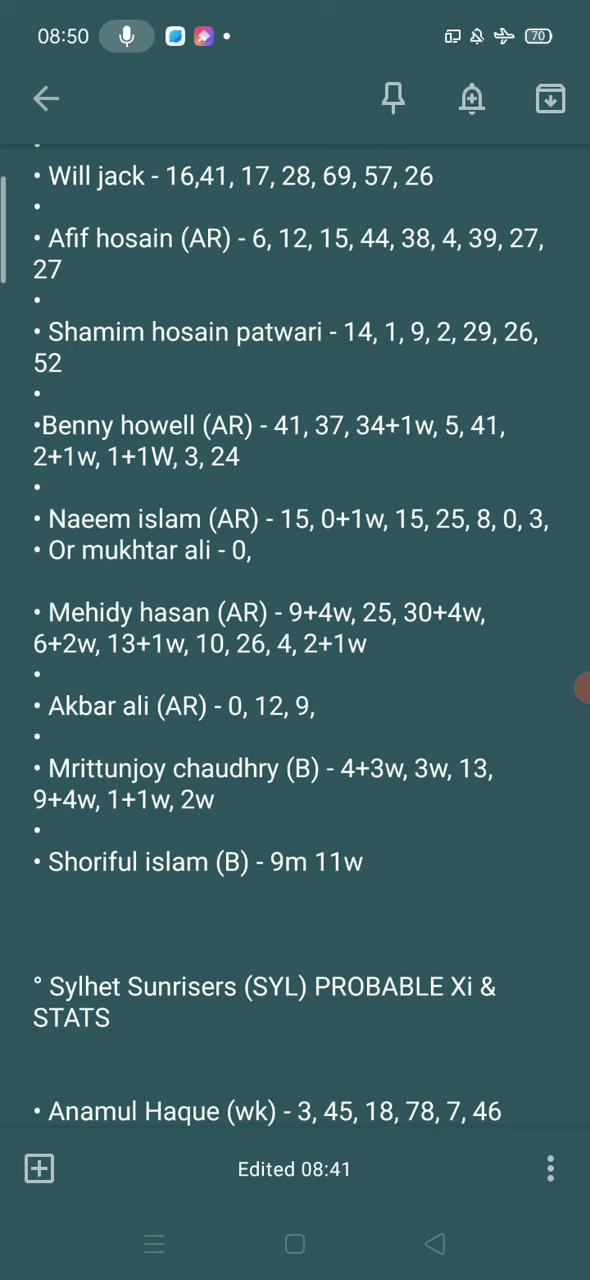 08:50
70
•
• Will jack - 16,41, 17, 28, 69, 57, 26
•
• Afif hosain (AR) - 6, 12, 15, 44, 38, 4, 39, 27,
27
•
• Shamim hosain patwari - 14, 1, 9, 2, 29, 26,
52
•
•Benny howell (AR) - 41, 37, 34+1w, 5, 41,
2+1w, 1+1W, 3, 24
•
• Naeem islam (AR) - 15, 0+1w, 15, 25, 8, 0, 3,
• Or mukhtar ali - 0,
• Mehidy hasan (AR) - 9+4w, 25, 30+4w,
6+2w, 13+1w, 10, 26, 4, 2+1w
•
• Akbar ali (AR) - 0, 12, 9,
•
• Mrittunjoy chaudhry (B) - 4+3w, 3w, 13,
9+4w, 1+1w, 2w
•
• Shoriful islam (B) - 9m 11w
° Sylhet Sunrisers (SYL) PROBABLE Xi &
STATS
• Anamul Haque (wk) - 3, 45, 18, 78, 7, 46
Edited 08:41